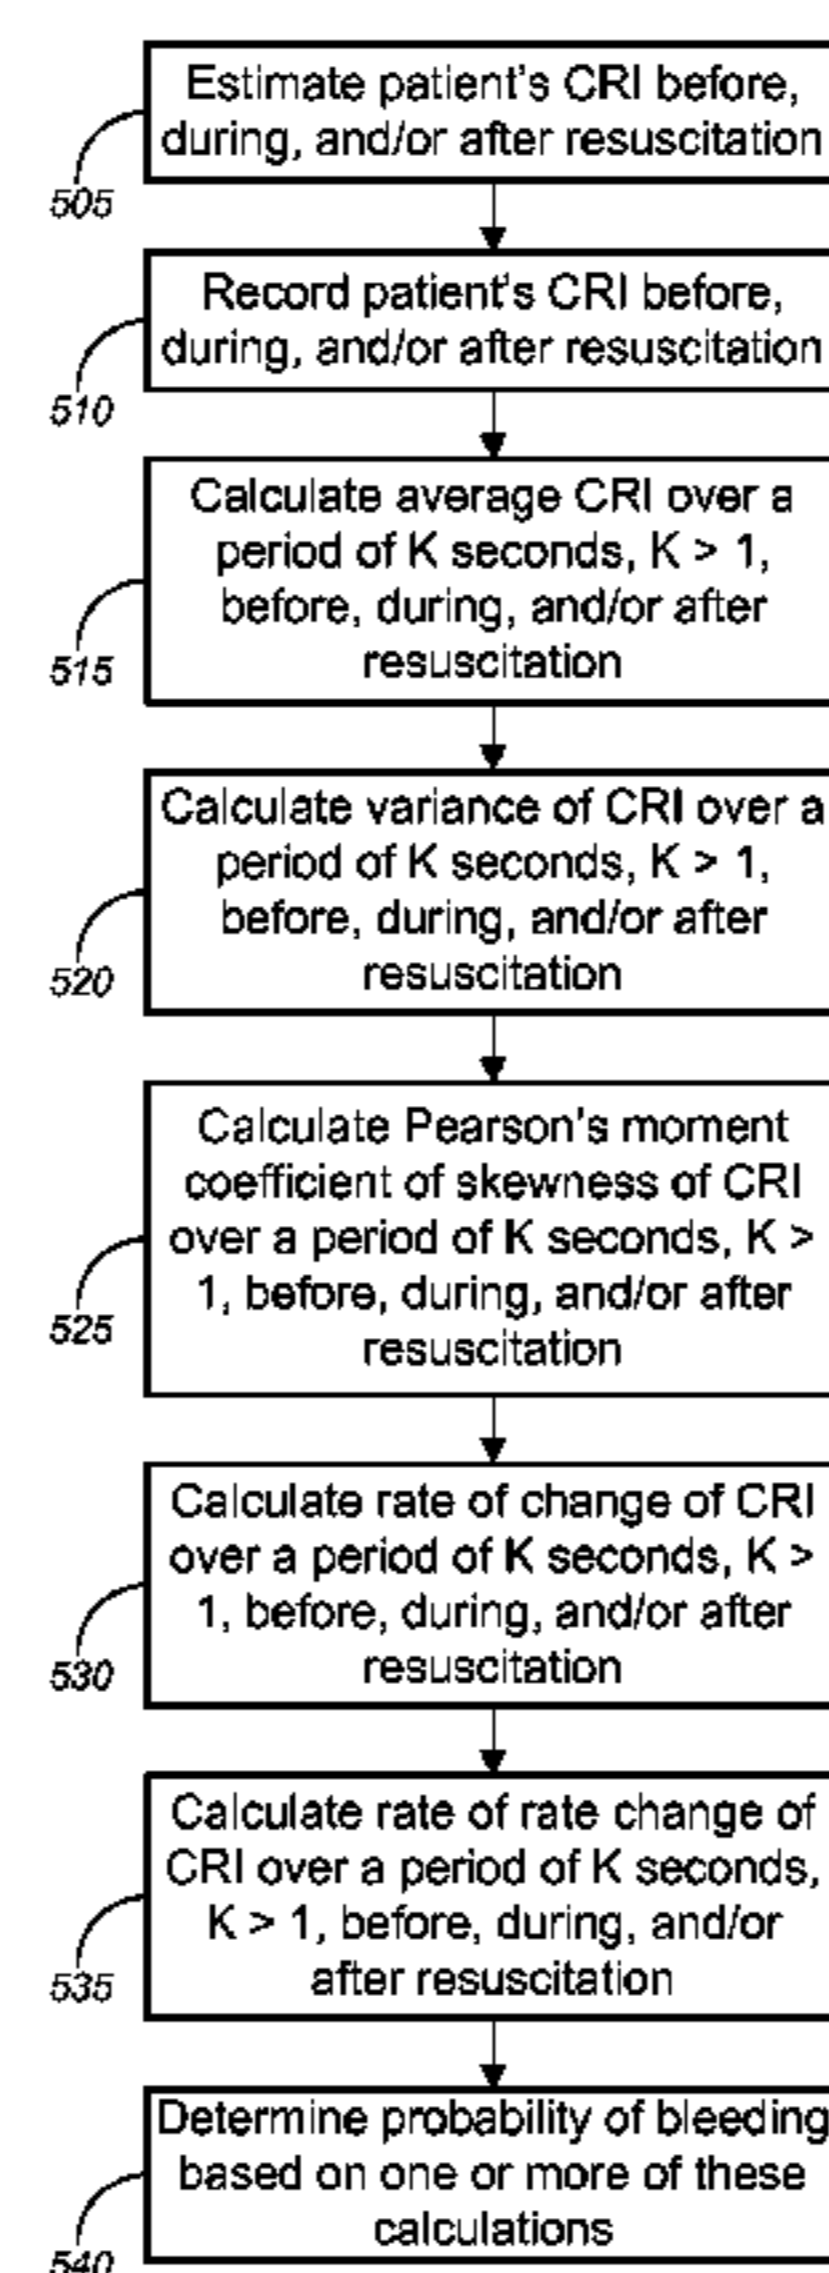 Estimate patient's CRI before,
during, and/or after resuscitation
505
Record patient's CRI before,
during, and/or after resuscitation
510
Calculate average CRI over a
period of K seconds, K > 1,
before, during, and/or after
resuscitation
515
Calculate variance of CRI over a
period of K seconds, K > 1,
before, during, and/or after
resuscitation
520
Calculate Pearson's moment
coefficient of skewness of CRI
over a period of K seconds, K >
1, before, during, and/or after
resuscitation
525
Calculate rate of change of CRI
over a period of K seconds, K >
1, before, during, and/or after
resuscitation
530
Calculate rate of rate change of
CRI over a period of K seconds,
K > 1, before, during, and/or
after resuscitation
535
Determine probability of bleeding
based on one or more of these
calculations
540